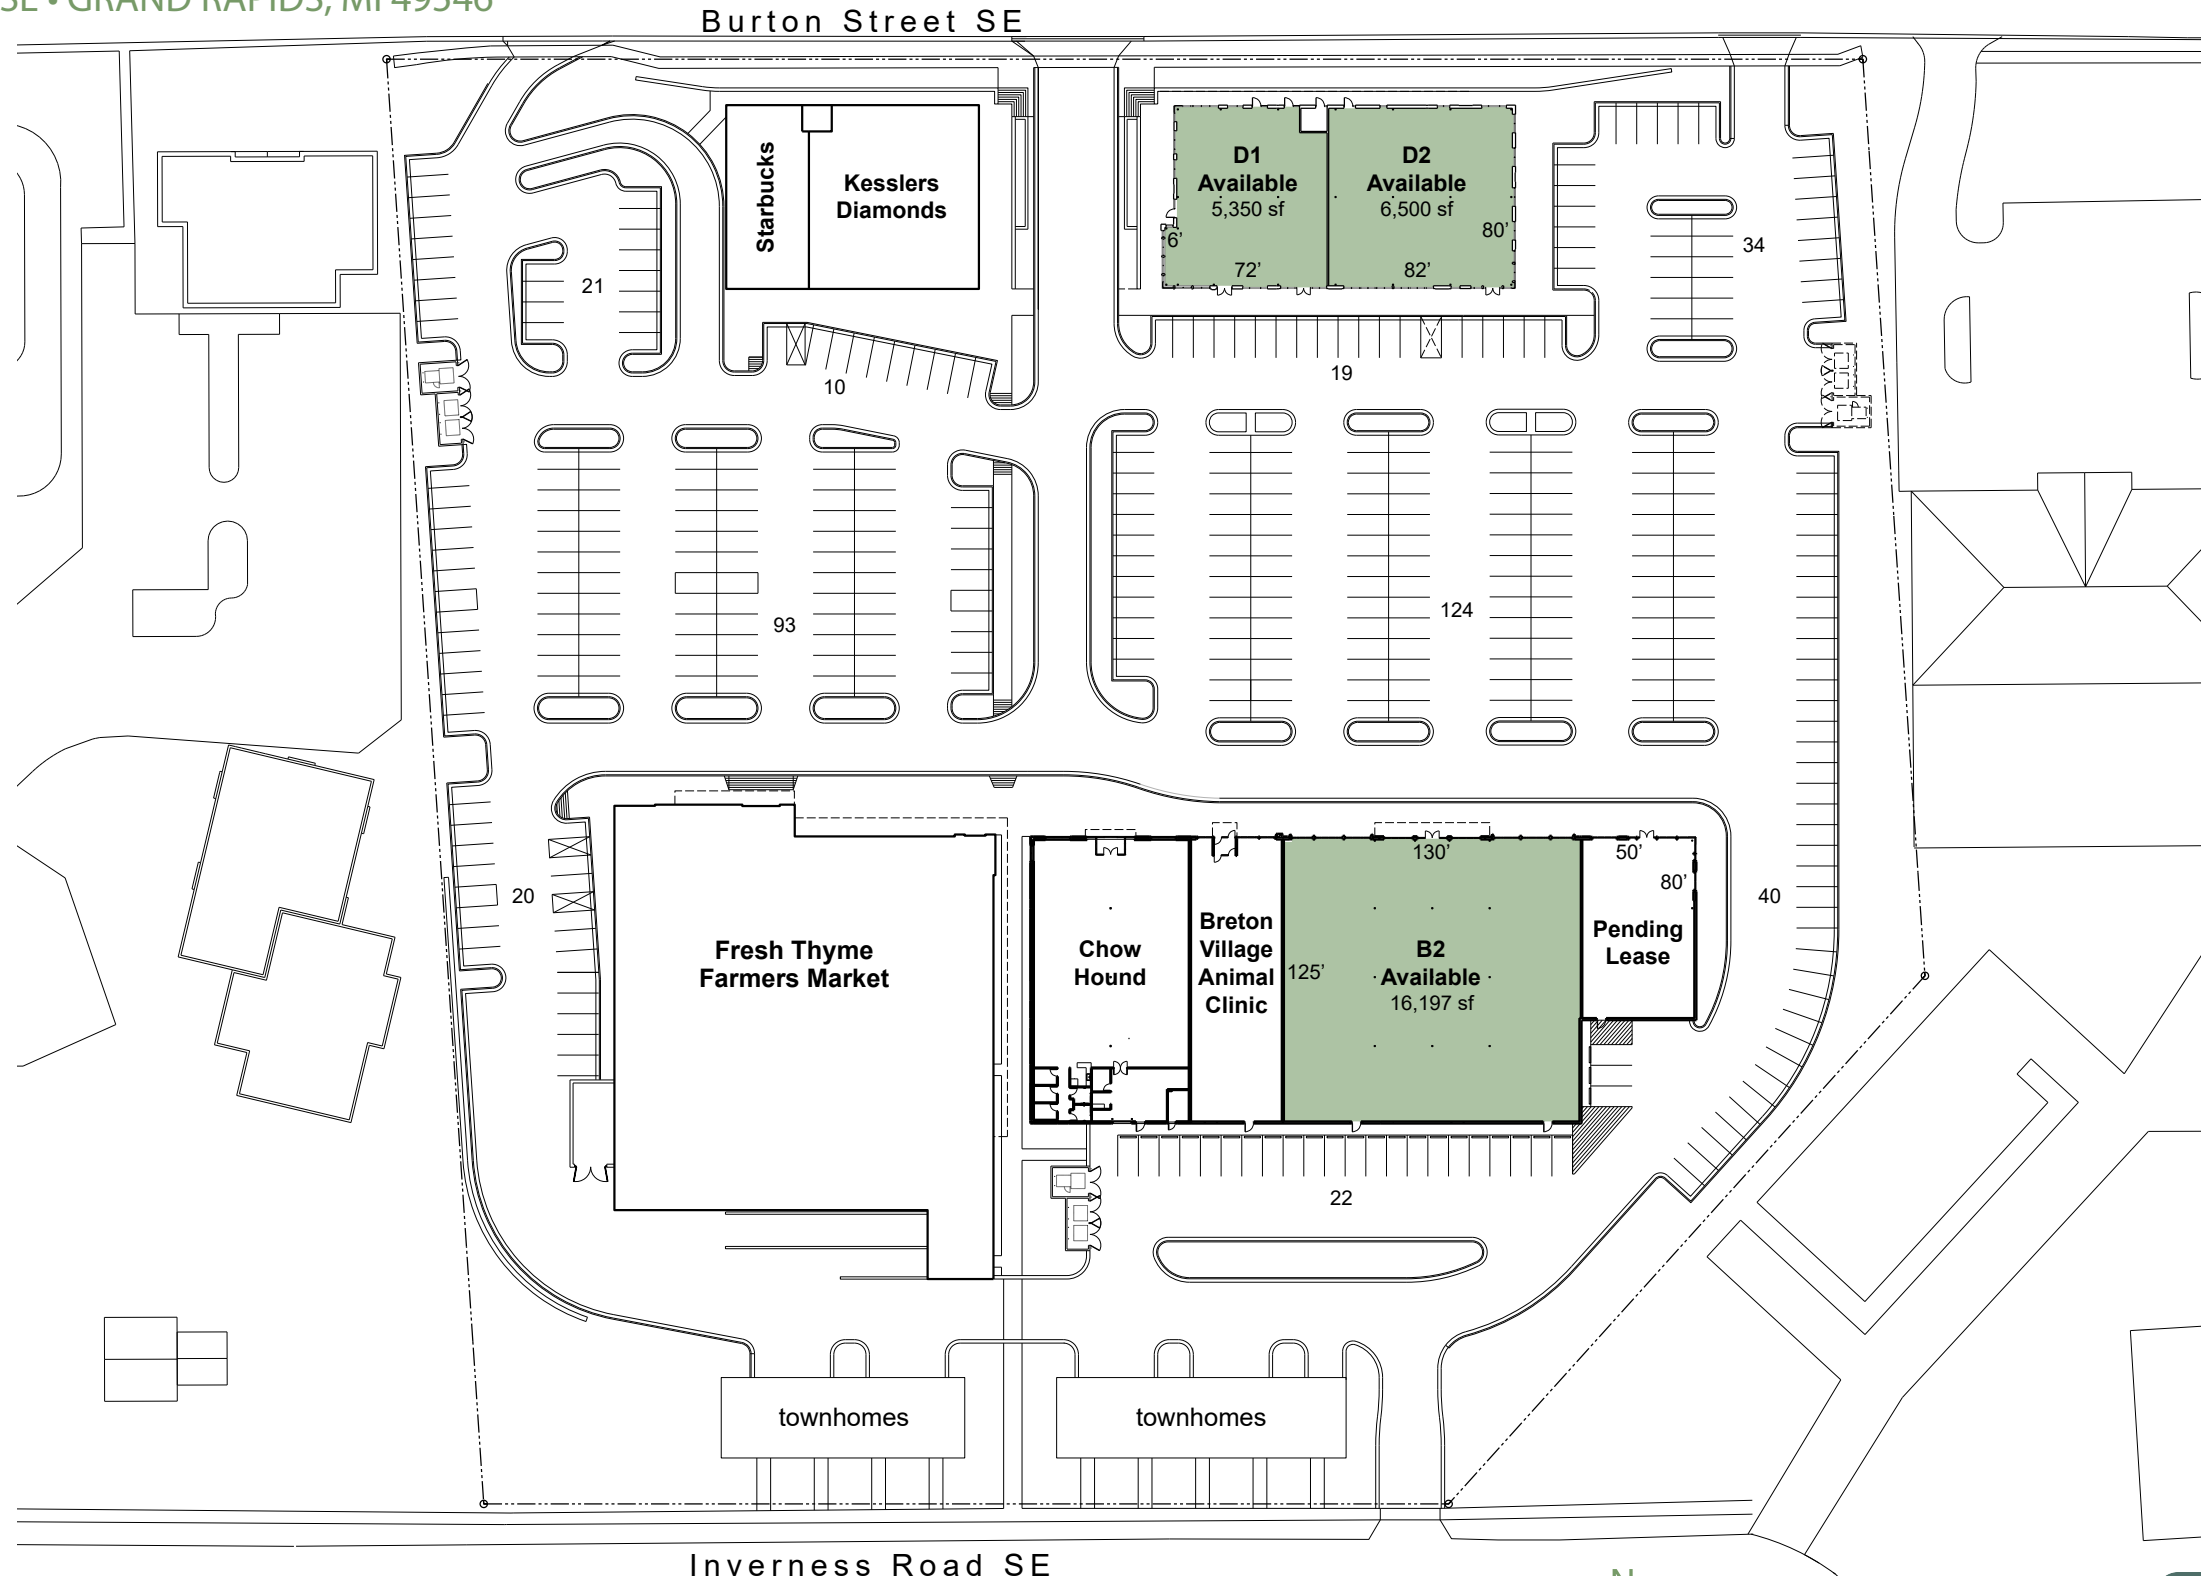 SE • GRAND RAPIDS, MI 49546
Burton Street SE
Starbucks
Kesslers
Diamonds
D1
Available
5,350 sf
6'
72'
D2
Available
6,500 sf
80'
82'
34
21
10
19
93
124
20
Fresh Thyme
Farmers Market
Chow
Hound
Breton
Village
Animal
Clinic
125'
130'
B2
Available
16,197 sf
50'
80'
Pending
Lease
40
22
townhomes
townhomes
Inverness Road SE
N